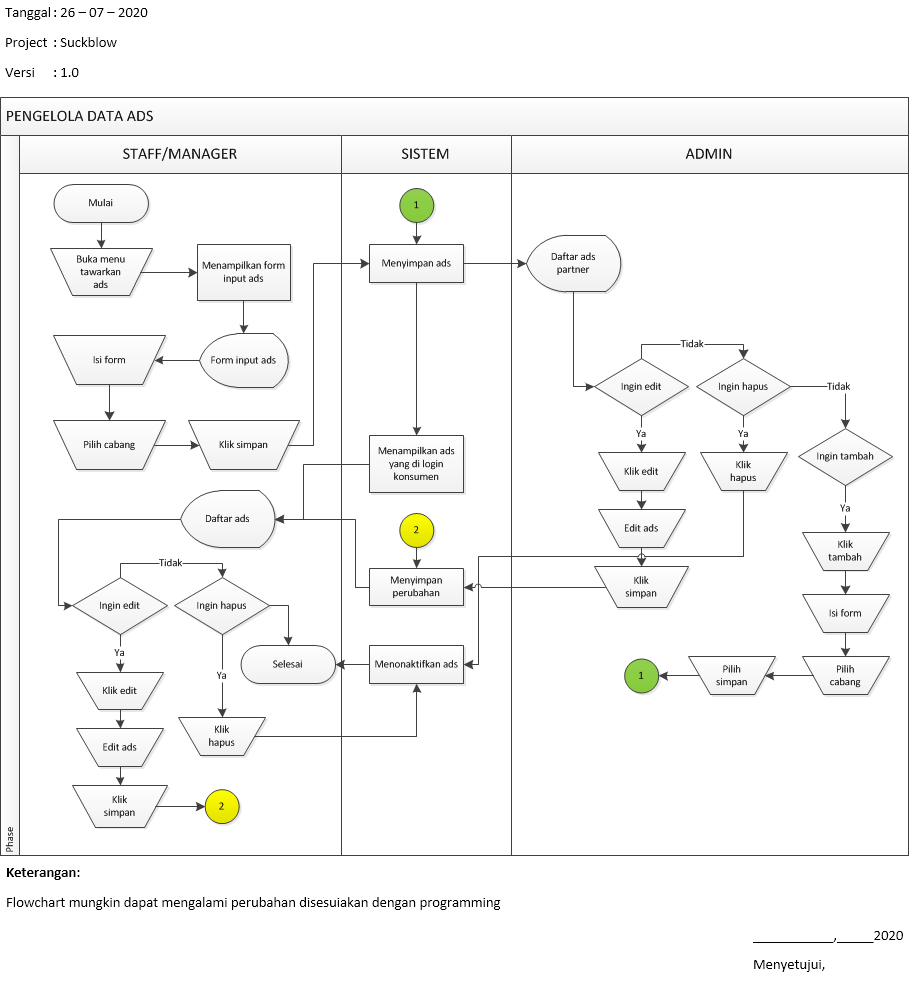 Tanggal : 26 – 07 – 2020
Project : Suckblow
Versi : 1.0
PENGELOLA DATA ADS
STAFF/MANAGER
SISTEM
ADMIN
Mulai
Buka menu
tawarkan
ads
Menampilkan form
input ads
Isi form
Form input ads
Pilih cabang
Klik simpan
Daftar ads
Tidak
Ingin edit
Ingin hapus
Ya
Selesai
Ya
Klik edit
Klik
hapus
Edit ads
Klik
simpan
2
1
Menyimpan ads
Menampilkan ads
yang di login
konsumen
2
Menyimpan
perubahan
Menonaktifkan ads
Daftar ads
partner
Tidak
Ingin edit
Ingin hapus
Tidak
Ya
Ya
Ingin tambah
Klik edit
Klik
hapus
Ya
Edit ads
Klik
tambah
Klik
simpan
Isi form
1
Pilih
simpan
Pilih
cabang
Phase
Keterangan:
Flowchart mungkin dapat mengalami perubahan disesuiakan dengan programming
___________,_____2020
Menyetujui,